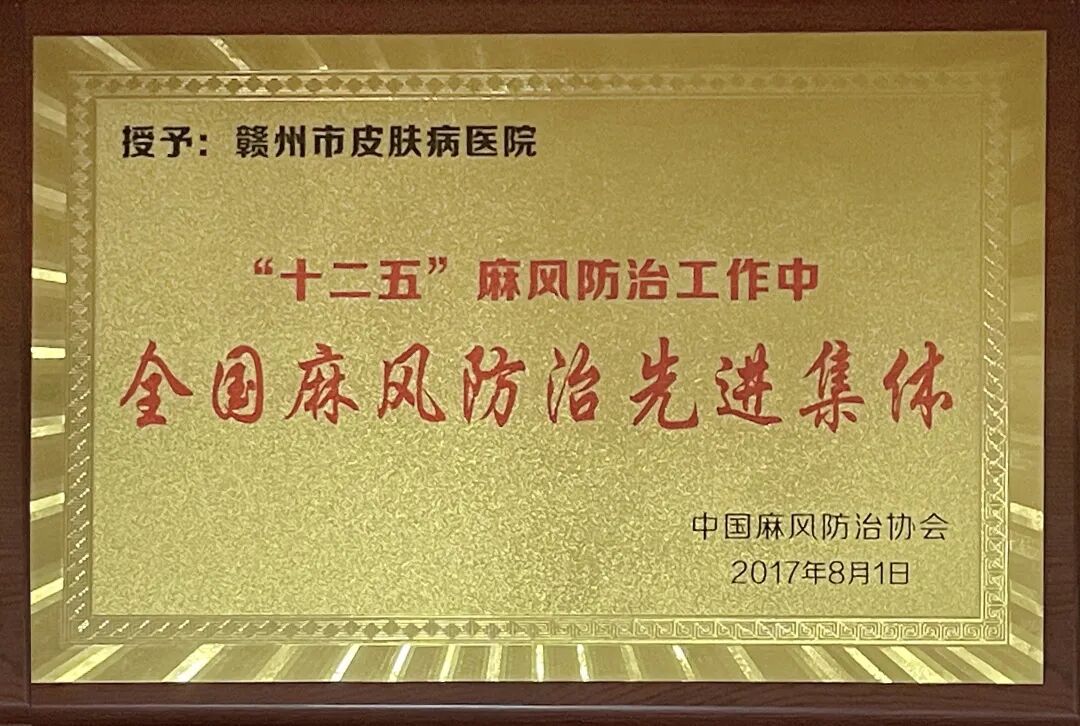 授予：赣州市皮肤病医院
“十二五”麻风防治工作中
全国麻风防治先进集体
中国麻风防治协会
2017年8月1日